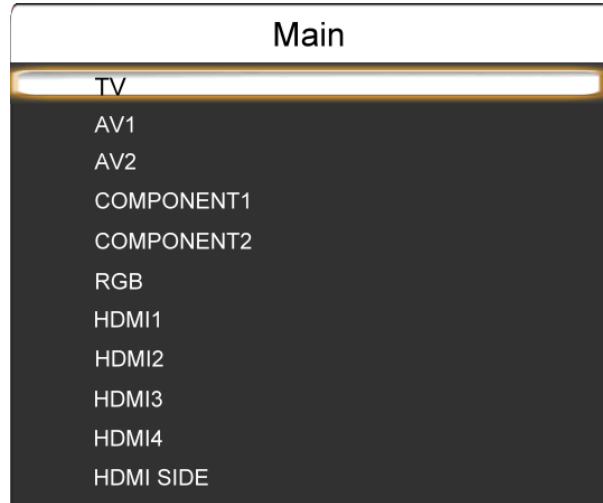 Main
TV
AV1
AV2
COMPONENT1
COMPONENT2
RGB
HDMI1
HDMI2
HDMI3
HDMI4
HDMI SIDE